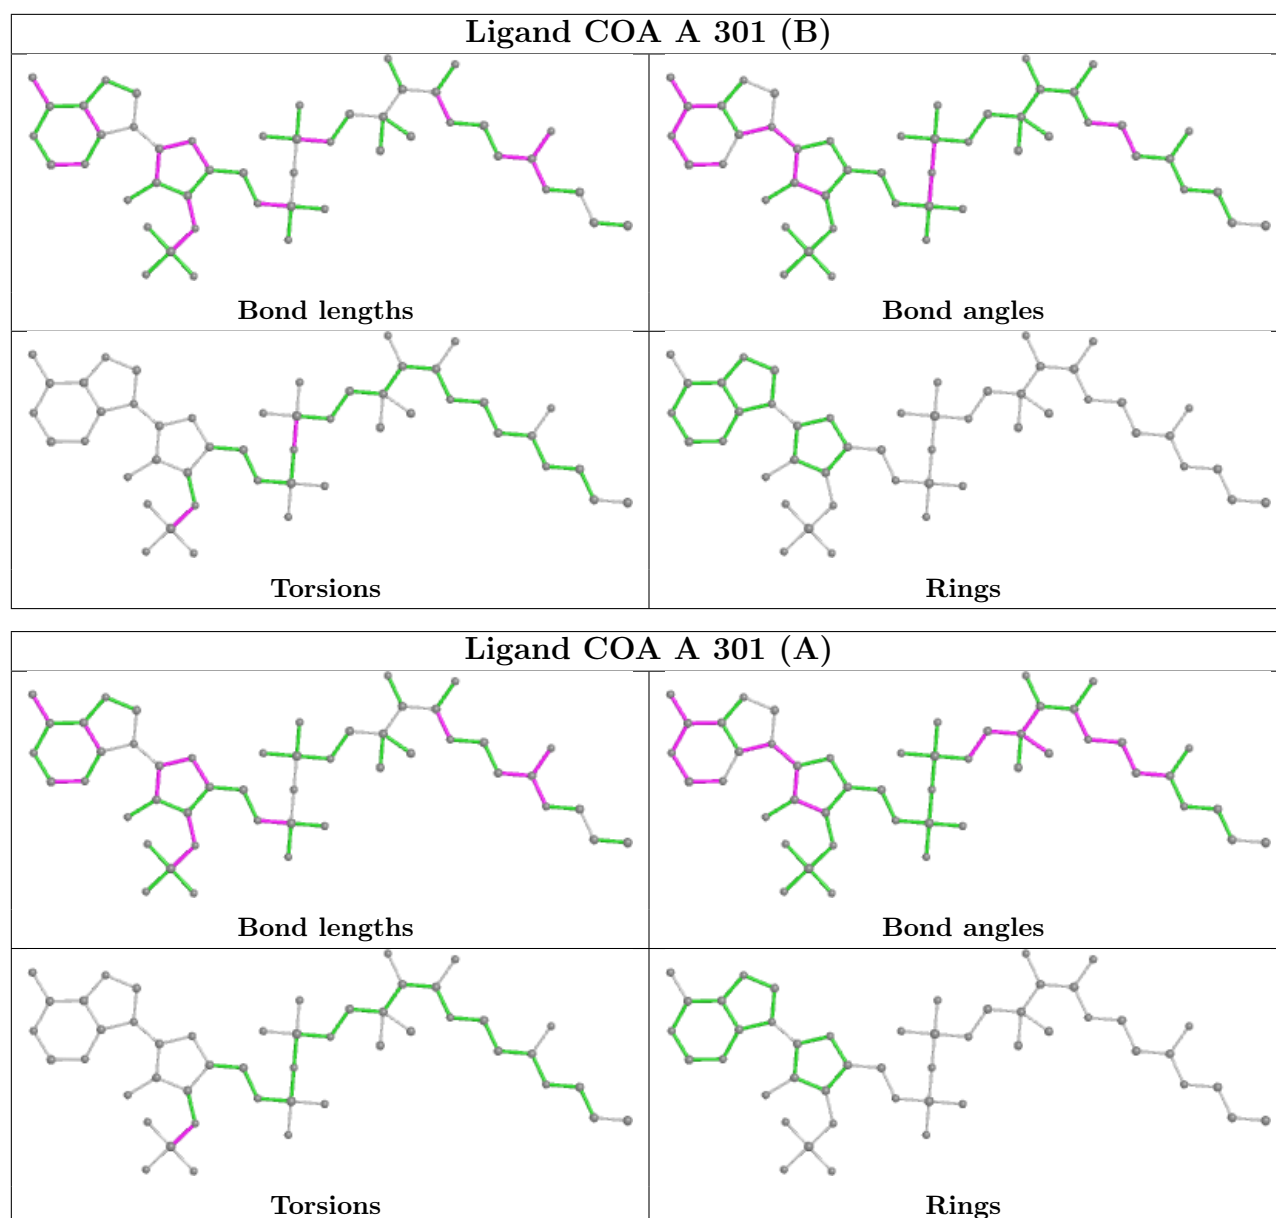 Ligand COA A 301 (B)
Bond lengths
Bond angles
Torsions
Rings
Ligand COA A 301 (A)
Bond lengths
Bond angles
Torsions
Rings